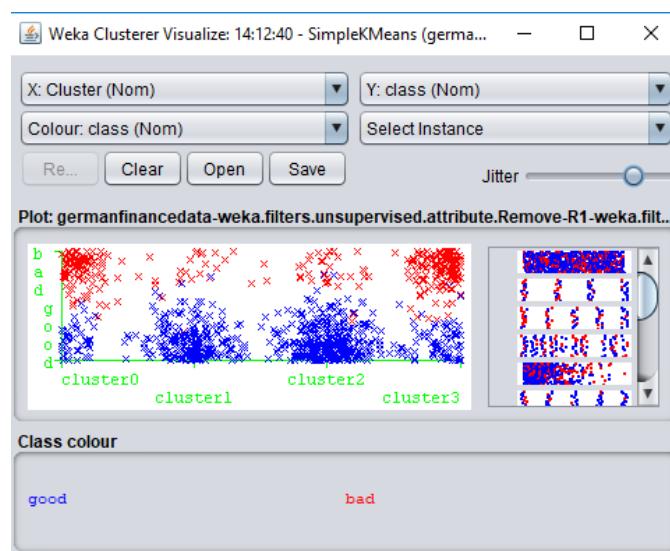 Weka Clusterer Visualize: 14:12:40 - SimpleKMeans (germa...
X: Cluster (Nom)
Y: class (Nom)
Colour: class (Nom)
Select Instance
Re...
Clear
Open
Save
Jitter
Plot: germanfinancedata-weka.filters.unsupervised.attribute.Remove-R1-weka.filt...
bad
good
cluster0
cluster2
cluster1
cluster3
Class colour
good
bad